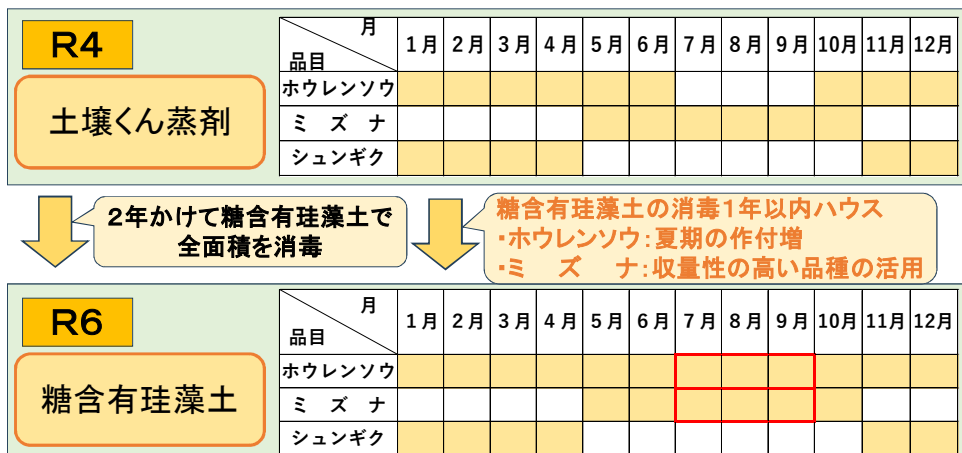 R4
土壌くん蒸剤
月
品目
1月 2月 3月 4月 5月 6月 7月 8月 9月 10月 11月 12月
ホウレンソウ
ミズナ
シュンギク
2年かけて糖含有珪藻土で
全面積を消毒
糖含有珪藻土の消毒1年以内ハウス
・ホウレンソウ:夏期の作付増
・ミズナ:収量性の高い品種の活用
R6
糖含有珪藻土
月
品目
1月 2月 3月 4月 5月 6月 7月 8月 9月 10月 11月 12月
ホウレンソウ
ミズナ
シュンギク